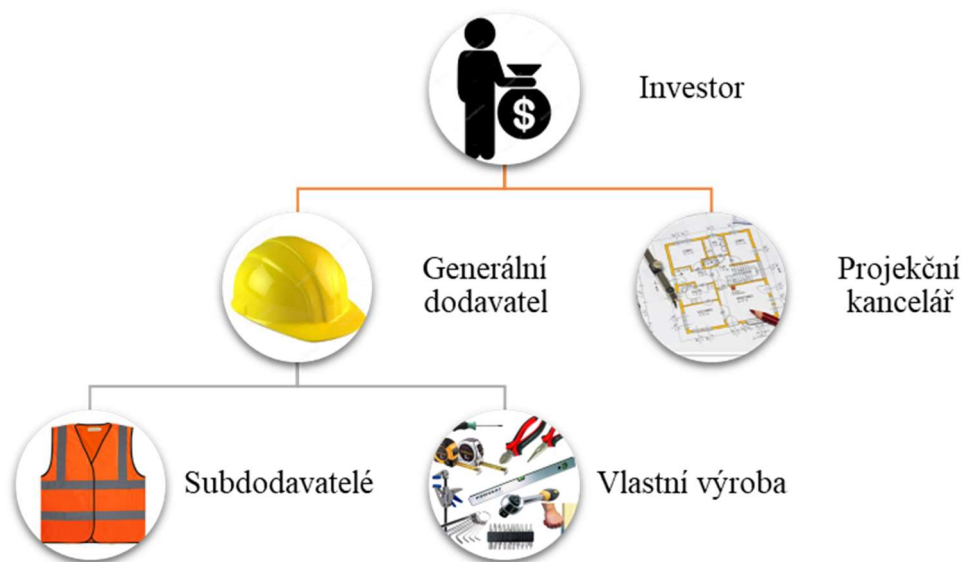 Investor
Generální
dodavatel
Projekční
kancelář
Subdodavatelé
Vlastní výroba
$